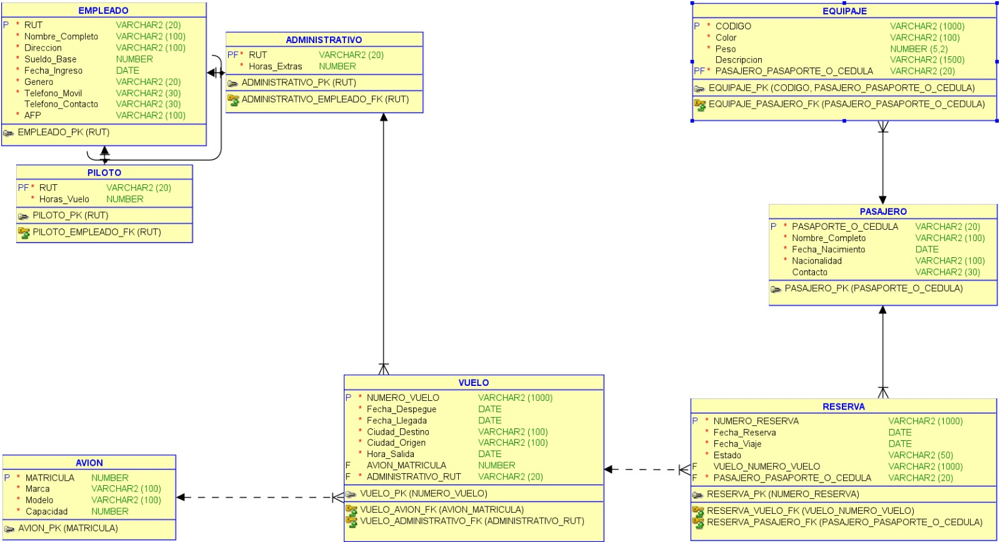 EMPLEADO
P * RUT VARCHAR2 (20)
* Nombre_Completo VARCHAR2 (100)
* Direccion VARCHAR2 (100)
* Sueldo_Base NUMBER
* Fecha_Ingreso DATE
* Genero VARCHAR2 (20)
* Telefono_Movil VARCHAR2 (30)
Telefono_Contacto VARCHAR2 (30)
* AFP VARCHAR2 (100)
EMPLEADO_PK (RUT)
ADMINISTRATIVO
PF * RUT VARCHAR2 (20)
* Horas_Extras NUMBER
ADMINISTRATIVO_PK (RUT)
ADMINISTRATIVO_EMPLEADO_FK (RUT)
EQUIPAJE
P * CODIGO VARCHAR2 (1000)
* Color VARCHAR2 (100)
* Peso NUMBER (5,2)
Descripcion VARCHAR2 (1500)
PF * PASAJERO_PASAPORTE_O_CEDULA VARCHAR2 (20)
EQUIPAJE_PK (CODIGO, PASAJERO_PASAPORTE_O_CEDULA)
EQUIPAJE_PASAJERO_FK (PASAJERO_PASAPORTE_O_CEDULA)
PILOTO
PF * RUT VARCHAR2 (20)
* Horas_Vuelo NUMBER
PILOTO_PK (RUT)
PILOTO_EMPLEADO_FK (RUT)
PASAJERO
P * PASAPORTE_O_CEDULA VARCHAR2 (20)
* Nombre_Completo VARCHAR2 (100)
* Fecha_Nacimiento DATE
* Nacionalidad VARCHAR2 (100)
Contacto VARCHAR2 (30)
PASAJERO_PK (PASAPORTE_O_CEDULA)
VUELO
P * NUMERO_VUELO VARCHAR2 (1000)
* Fecha_Despegue DATE
* Fecha_Llegada DATE
* Ciudad_Destino VARCHAR2 (100)
* Ciudad_Origen VARCHAR2 (100)
* Hora_Salida DATE
F AVION_MATRICULA NUMBER
F * ADMINISTRATIVO_RUT VARCHAR2 (20)
VUELO_PK (NUMERO_VUELO)
VUELO_AVION_FK (AVION_MATRICULA)
VUELO_ADMINISTRATIVO_FK (ADMINISTRATIVO_RUT)
RESERVA
P * NUMERO_RESERVA VARCHAR2 (1000)
* Fecha_Reserva DATE
* Fecha_Viaje DATE
* Estado VARCHAR2 (50)
F VUELO_NUMERO_VUELO VARCHAR2 (1000)
F * PASAJERO_PASAPORTE_O_CEDULA VARCHAR2 (20)
RESERVA_PK (NUMERO_RESERVA)
RESERVA_VUELO_FK (VUELO_NUMERO_VUELO)
RESERVA_PASAJERO_FK (PASAJERO_PASAPORTE_O_CEDULA)
AVION
P * MATRICULA NUMBER
* Marca VARCHAR2 (100)
* Modelo VARCHAR2 (100)
* Capacidad NUMBER
AVION_PK (MATRICULA)